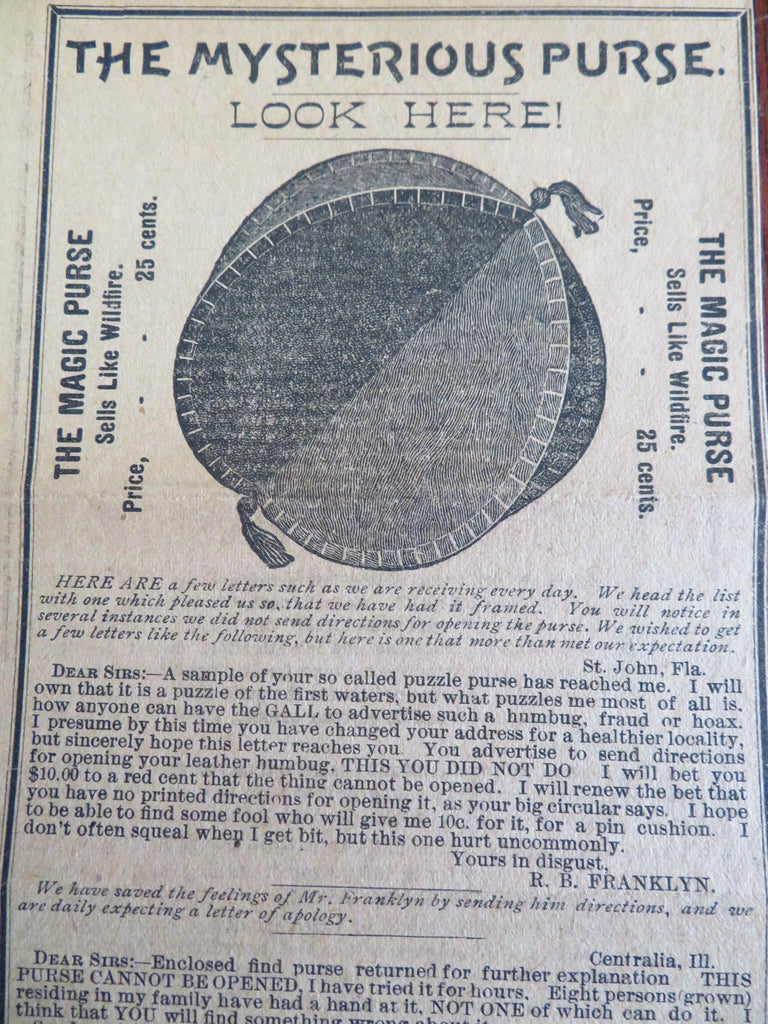 THE MYSTERIOUS PURSE.
LOOK HERE!
THE MAGIC PURSE
Sells Like Wildfire.
Price, - - 25 cents.
THE MAGIC PURSE
Sells Like Wildfire.
Price, - - 25 cents.
HERE ARE a few letters such as we are receiving every day. We head the list
with one which pleased us so, that we have had it framed. You will notice in
several instances we did not send directions for opening the purse. We wished to get
a few letters like the following, but here is one that more than met our expectation.
St. John, Fla.
DEAR SIRS:—A sample of your so called puzzle purse has reached me. I will
own that it is a puzzle of the first waters, but what puzzles me most of all is,
how anyone can have the GALL to advertise such a humbug, fraud or hoax.
I presume by this time you have changed your address for a healthier locality,
but sincerely hope this letter reaches you. You advertise to send directions
for opening your leather humbug, THIS YOU DID NOT DO I will bet you
$10.00 to a red cent that the thing cannot be opened. I will renew the bet that
you have no printed directions for opening it, as your big circular says. I hope
to be able to find some fool who will give me 10c. for it, for a pin cushion. I
don't often squeal when I get bit, but this one hurt uncommonly.
Yours in disgust,
R. B. FRANKLYN.
We have saved the feelings of Mr. Franklyn by sending him directions, and we
are daily expecting a letter of apology.
Centralia, Ill.
DEAR SIRS:—Enclosed find purse returned for further explanation THIS
PURSE CANNOT BE OPENED, I have tried it for hours. Eight persons (grown)
residing in my family have had a hand at it, NOT ONE of which can do it. I
think that YOU will find something wrong about it